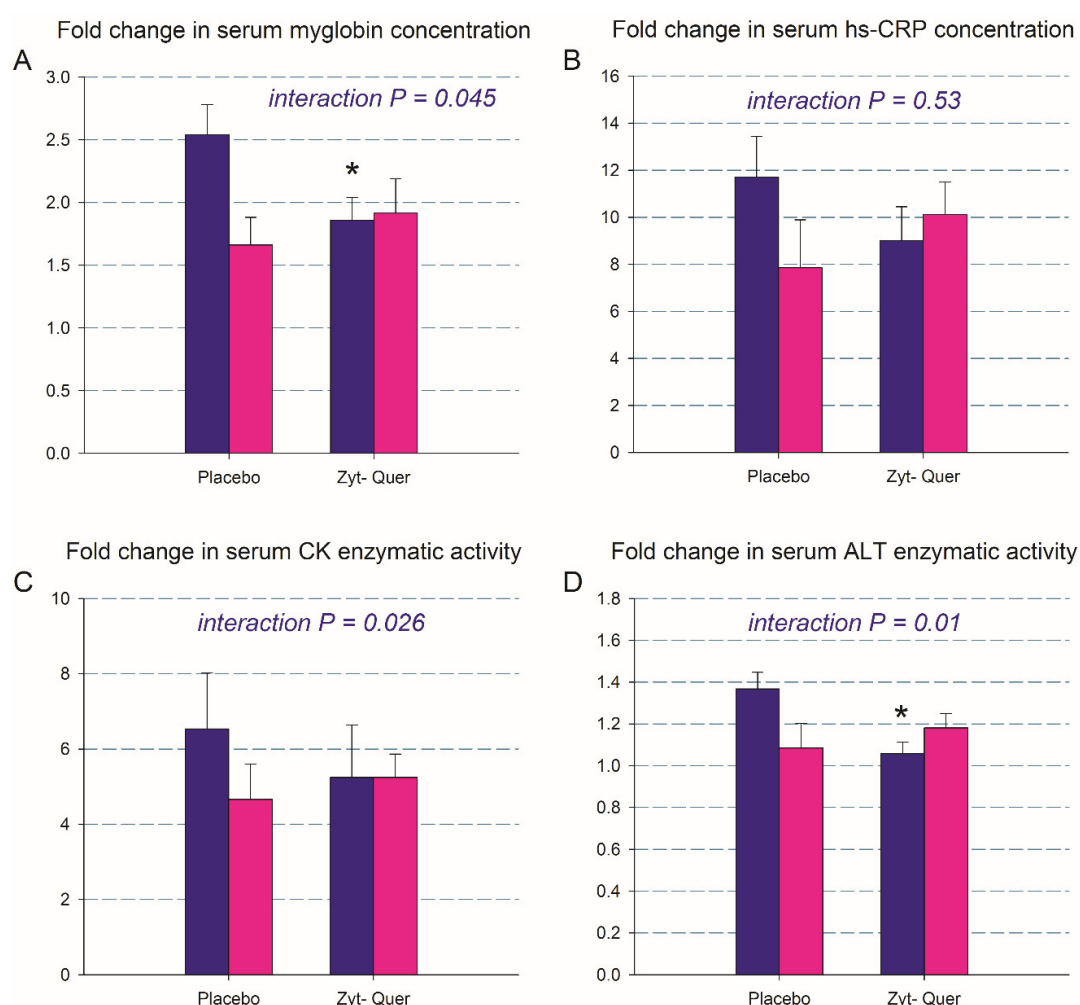 Fold change in serum myglobin concentration
A
3.0
2.5
2.0
1.5
1.0
0.5
0.0
interaction P = 0.045
*
Placebo
Zyt- Quer
Fold change in serum hs-CRP concentration
B
16
14
12
10
8
6
4
2
0
interaction P = 0.53
Placebo
Zyt- Quer
Fold change in serum CK enzymatic activity
C
10
8
6
4
2
0
interaction P = 0.026
Placebo
Zyt- Quer
Fold change in serum ALT enzymatic activity
D
1.8
1.6
1.4
1.2
1.0
0.8
0.6
0.4
0.2
0.0
interaction P = 0.01
*
Placebo
Zyt- Quer